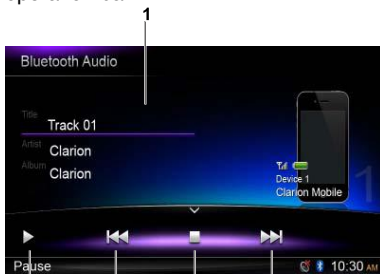 1
Bluetooth Audio
Title
Track 01
Artist
Clarion
Album
Clarion
Device 1
Clarion Mobile
1
Pause
10:30 AM